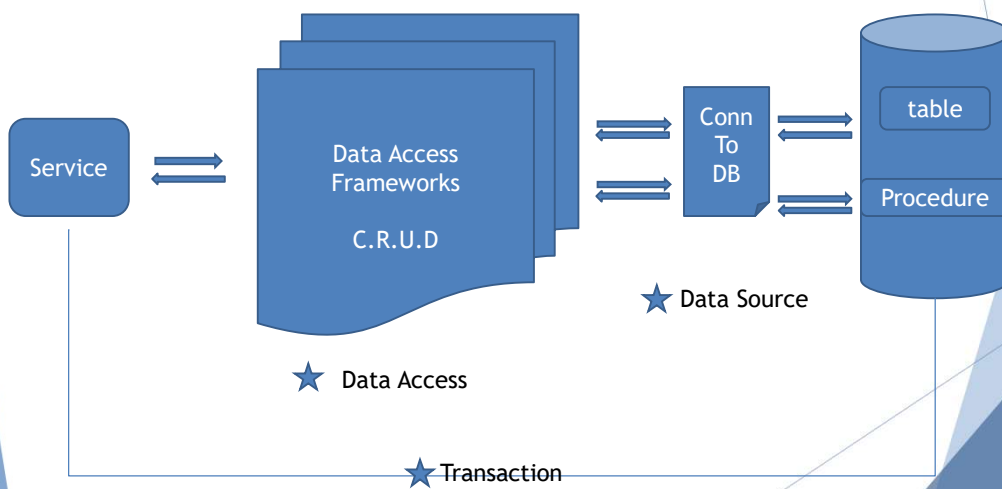 Service
Data Access
Frameworks
C.R.U.D
Conn
To
DB
table
Procedure
Data Source
Data Access
Transaction